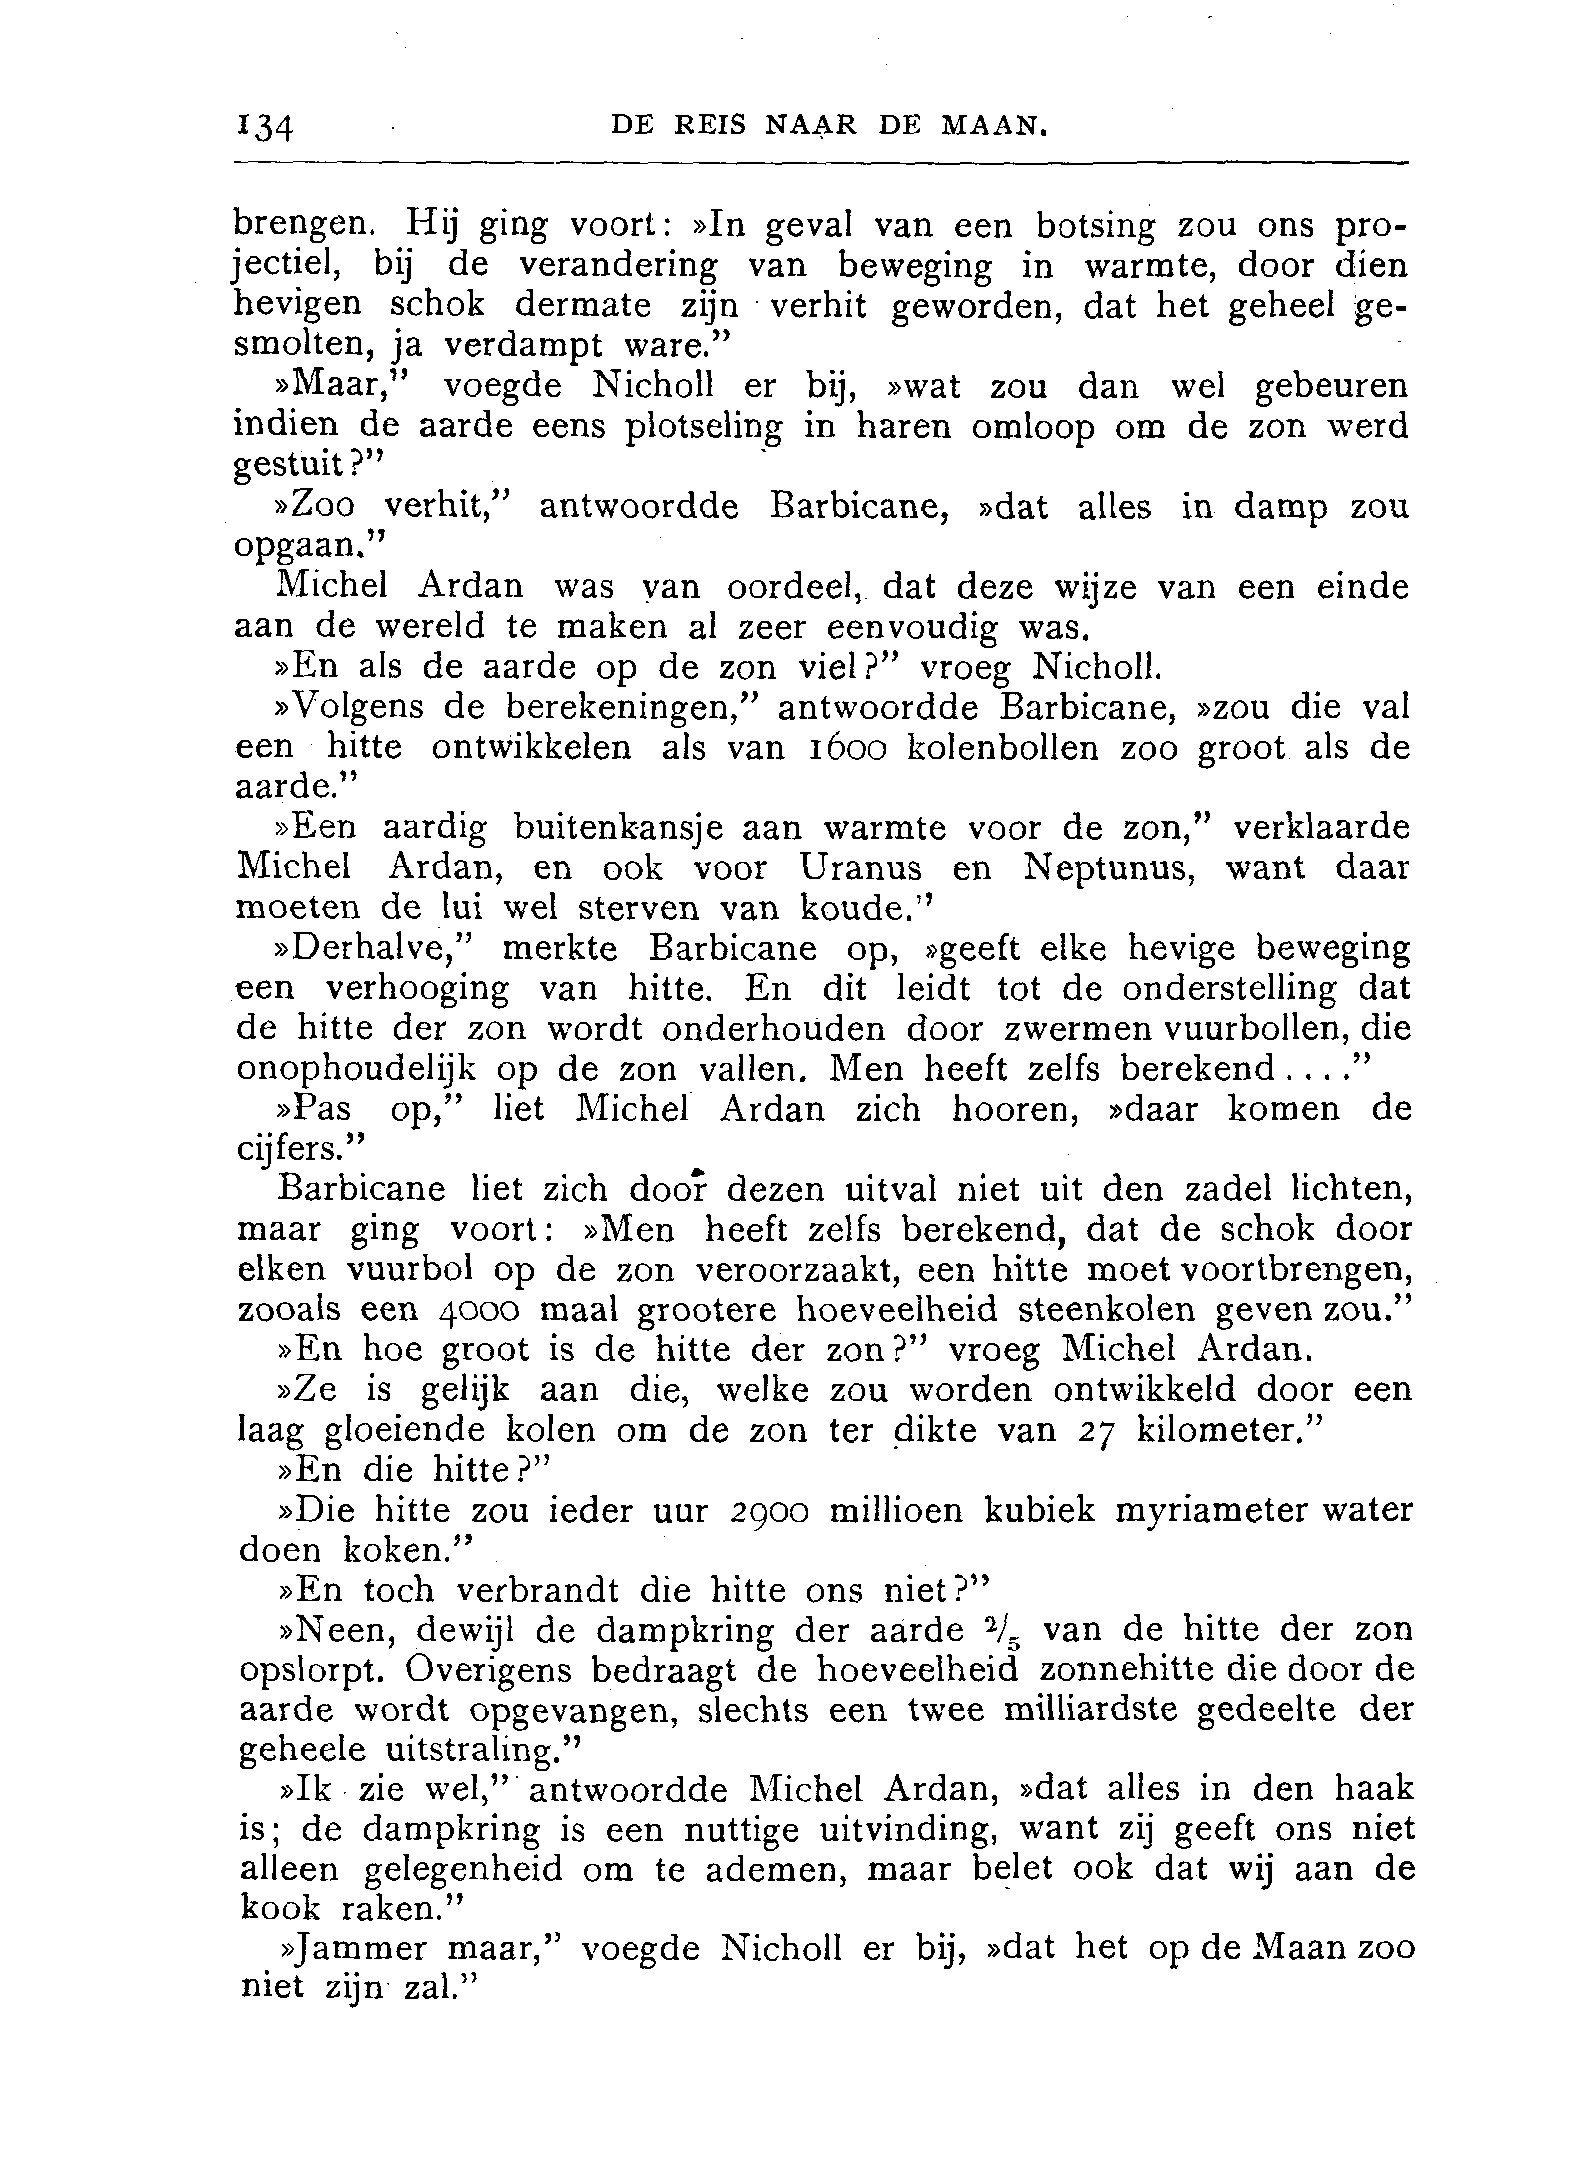 134 DE REIS NAAR DE MAAN.
brengen. Hij ging voort: »In geval van een botsing zou ons pro-
jectiel, bij de verandering van beweging in warmte, door dien
hevigen schok dermate zijn verhit geworden, dat het geheel ge-
smolten, ja verdampt ware.”
»Maar,” voegde Nicholl er bij, »wat zou dan wel gebeuren
indien de aarde eens plotseling in haren omloop om de zon werd
gestuit?”
»Zoo verhit,” antwoordde Barbicane, »dat alles in damp zou
opgaan.”
Michel Ardan was van oordeel, dat deze wijze van een einde
aan de wereld te maken al zeer eenvoudig was.
»En als de aarde op de zon viel?” vroeg Nicholl.
»Volgens de berekeningen,” antwoordde Barbicane, »zou die val
een hitte ontwikkelen als van 1600 kolenbollen zoo groot als de
aarde.”
»Een aardig buitenkansje aan warmte voor de zon,” verklaarde
Michel Ardan, en ook voor Uranus en Neptunus, want daar
moeten de lui wel sterven van koude.”
»Derhalve,” merkte Barbicane op, »geeft elke hevige beweging
een verhooging van hitte. En dit leidt tot de onderstelling dat
de hitte der zon wordt onderhouden door zwermen vuurbollen, die
onophoudelijk op de zon vallen. Men heeft zelfs berekend....”
»Pas op,” liet Michel Ardan zich hooren, »daar komen de
cijfers.”
Barbicane liet zich door dezen uitval niet uit den zadel lichten,
maar ging voort: »Men heeft zelfs berekend, dat de schok door
elken vuurbol op de zon veroorzaakt, een hitte moet voortbrengen,
zooals een 4000 maal grootere hoeveelheid steenkolen geven zou.”
»En hoe groot is de hitte der zon?” vroeg Michel Ardan.
»Ze is gelijk aan die, welke zou worden ontwikkeld door een
laag gloeiende kolen om de zon ter dikte van 27 kilometer.”
»En die hitte?”
»Die hitte zou ieder uur 2900 millioen kubiek myriameter water
doen koken.”
»En toch verbrandt die hitte ons niet?”
»Neen, dewijl de dampkring der aarde 2/5 van de hitte der zon
opslorpt. Overigens bedraagt de hoeveelheid zonnehitte die door de
aarde wordt opgevangen, slechts een twee milliardste gedeelte der
geheele uitstraling.”
»Ik zie wel,” antwoordde Michel Ardan, »dat alles in den haak
is; de dampkring is een nuttige uitvinding, want zij geeft ons niet
alleen gelegenheid om te ademen, maar belet ook dat wij aan de
kook raken.”
»Jammer maar,” voegde Nicholl er bij, »dat het op de Maan zoo
niet zijn zal.”